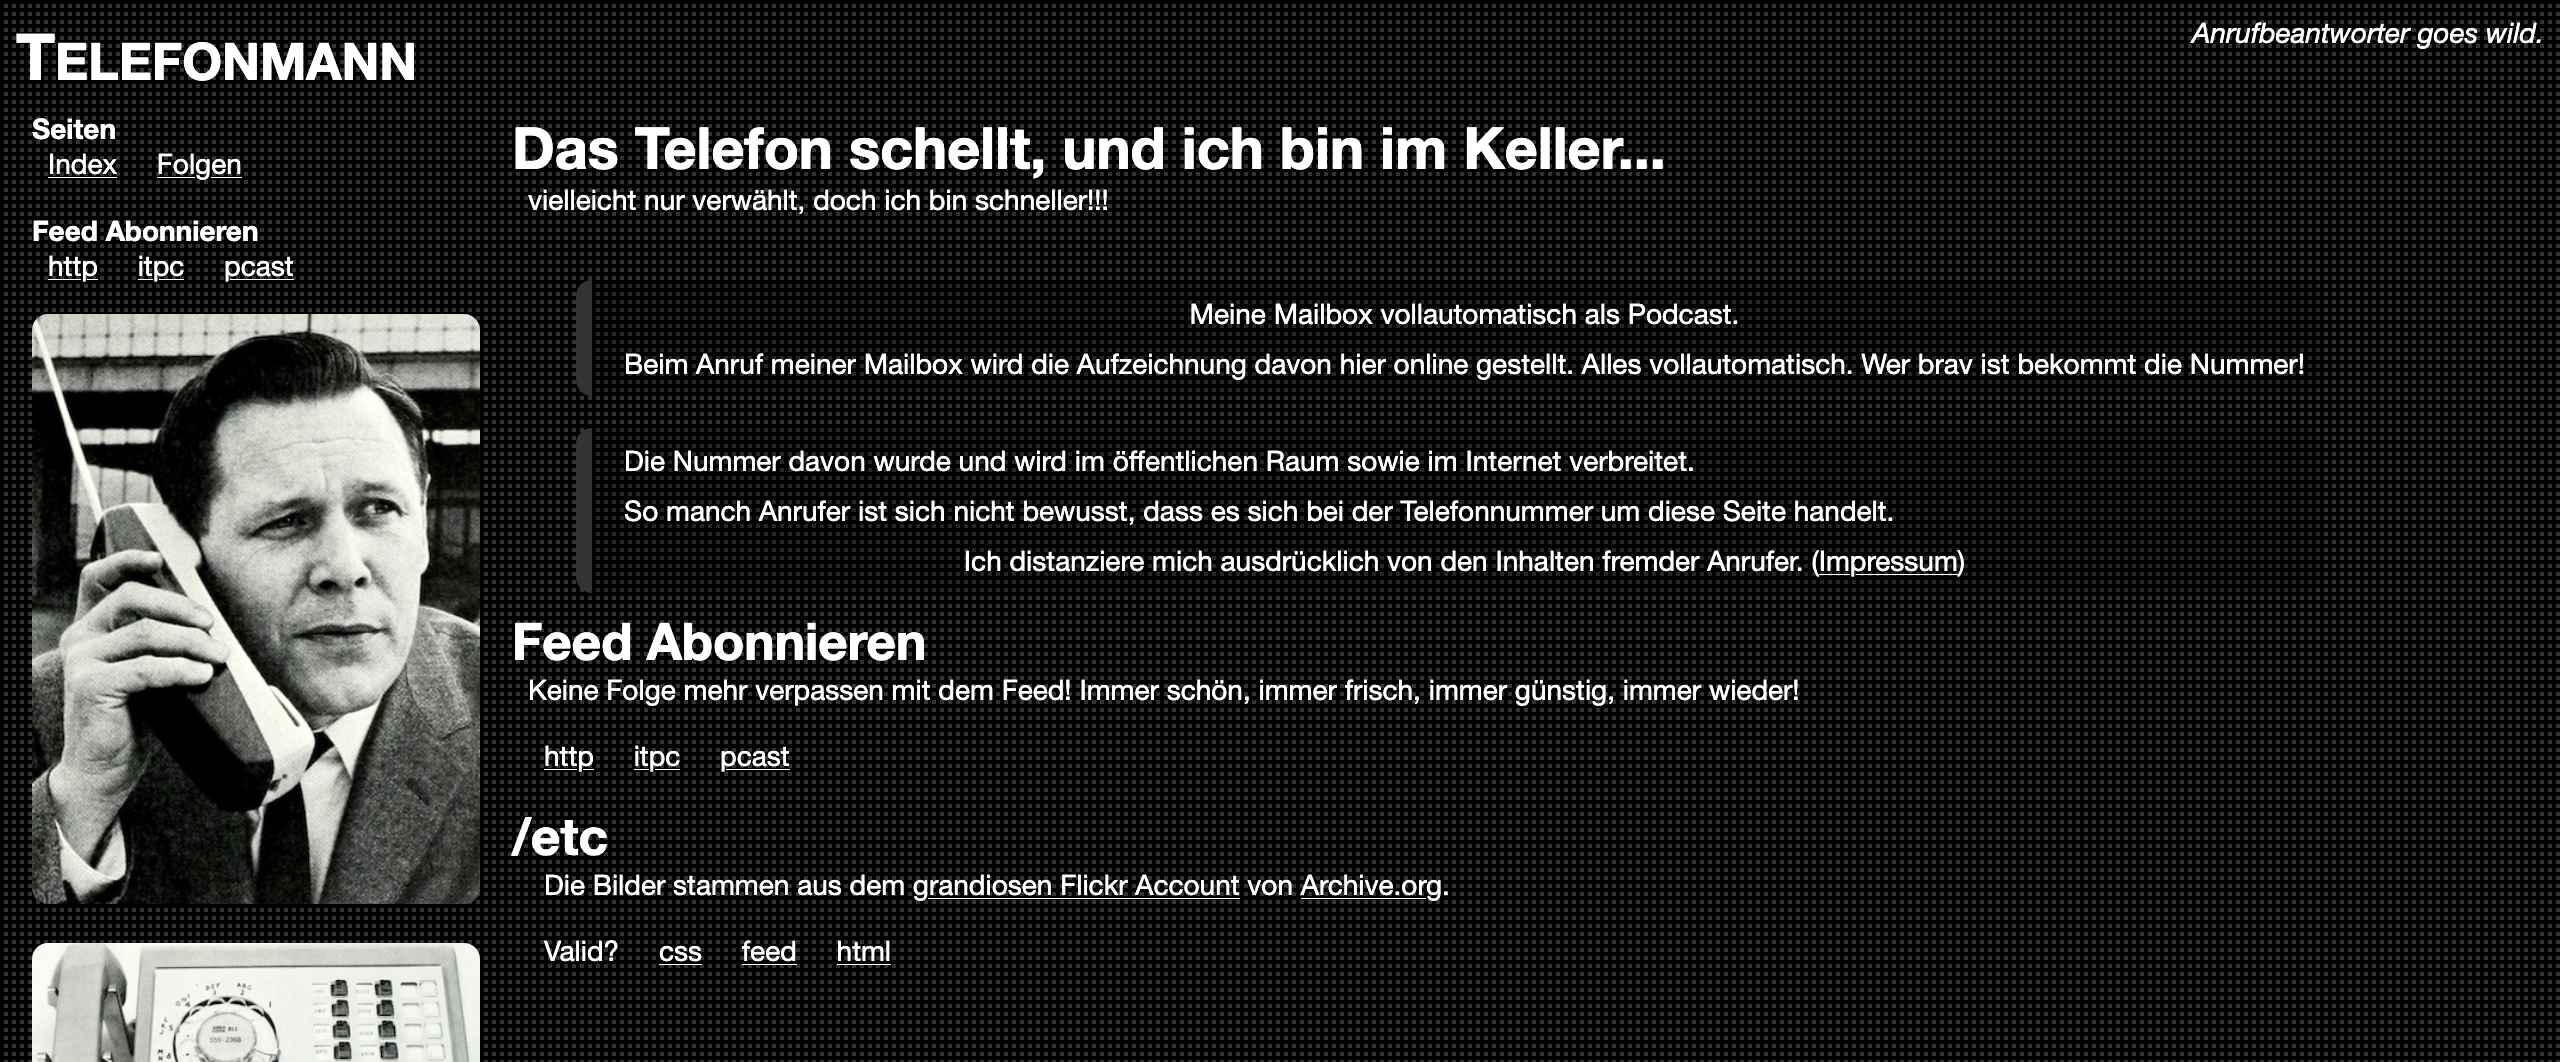 TELEFONMANN
Anrufbeantworter goes wild.
Seiten
Index Folgen
Feed Abonnieren
http itpc pcast
Das Telefon schellt, und ich bin im Keller...
vielleicht nur verwählt, doch ich bin schneller!!!
Meine Mailbox vollautomatisch als Podcast.
Beim Anruf meiner Mailbox wird die Aufzeichnung davon hier online gestellt. Alles vollautomatisch. Wer brav ist bekommt die Nummer!
Die Nummer davon wurde und wird im öffentlichen Raum sowie im Internet verbreitet.
So manch Anrufer ist sich nicht bewusst, dass es sich bei der Telefonnummer um diese Seite handelt.
Ich distanziere mich ausdrücklich von den Inhalten fremder Anrufer. (Impressum)
Feed Abonnieren
Keine Folge mehr verpassen mit dem Feed! Immer schön, immer frisch, immer günstig, immer wieder!
http itpc pcast
/etc
Die Bilder stammen aus dem grandiosen Flickr Account von Archive.org.
Valid? css feed html